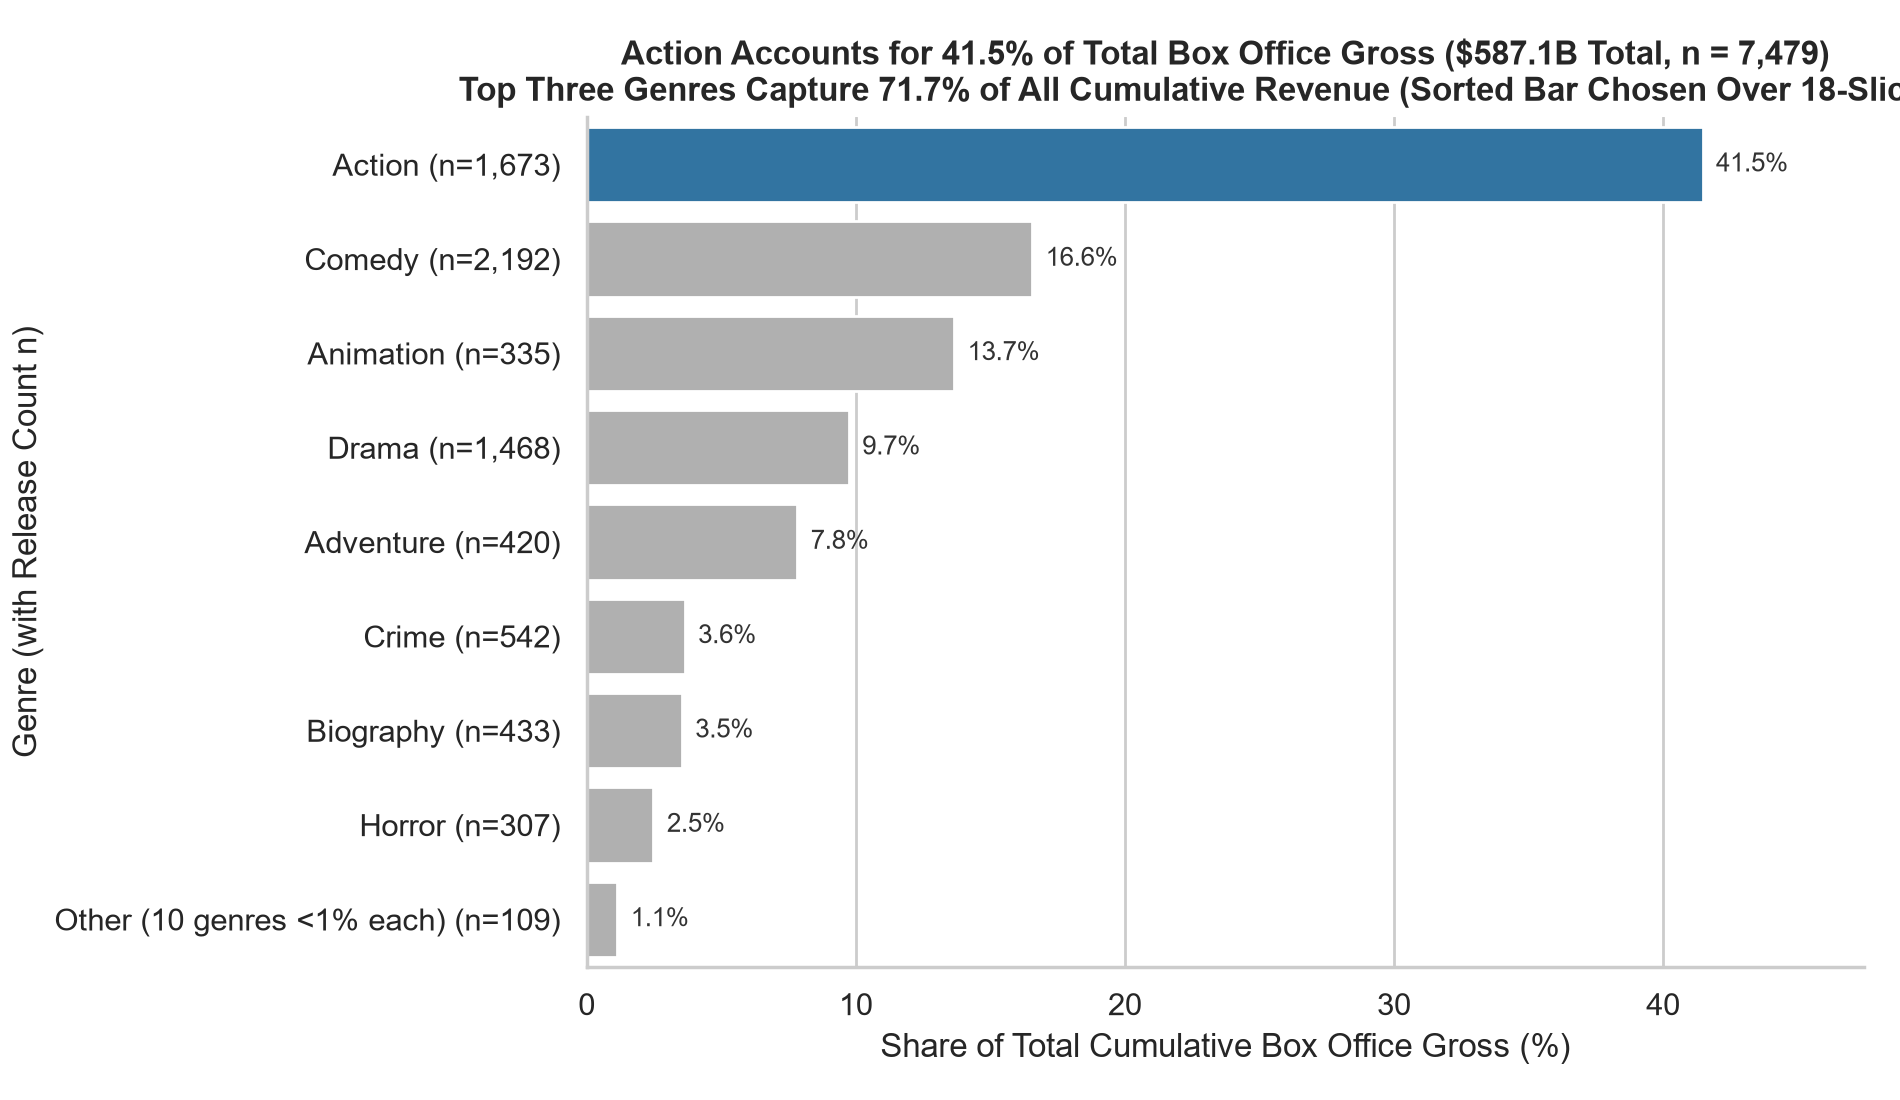 Action Accounts for 41.5% of Total Box Office Gross ($587.1B Total, n = 7,479)
Top Three Genres Capture 71.7% of All Cumulative Revenue (Sorted Bar Chosen Over
Genre (with Release Count n)
Action (n=1,673)
41.5%
Comedy (n=2,192)
16.6%
Animation (n=335)
13.7%
Drama (n=1,468)
9.7%
Adventure (n=420)
7.8%
Crime (n=542)
3.6%
Biography (n=433)
3.5%
Horror (n=307)
2.5%
Other (10 genres <1% each) (n=109)
1.1%
0
10
20
30
40
Share of Total Cumulative Box Office Gross (%)